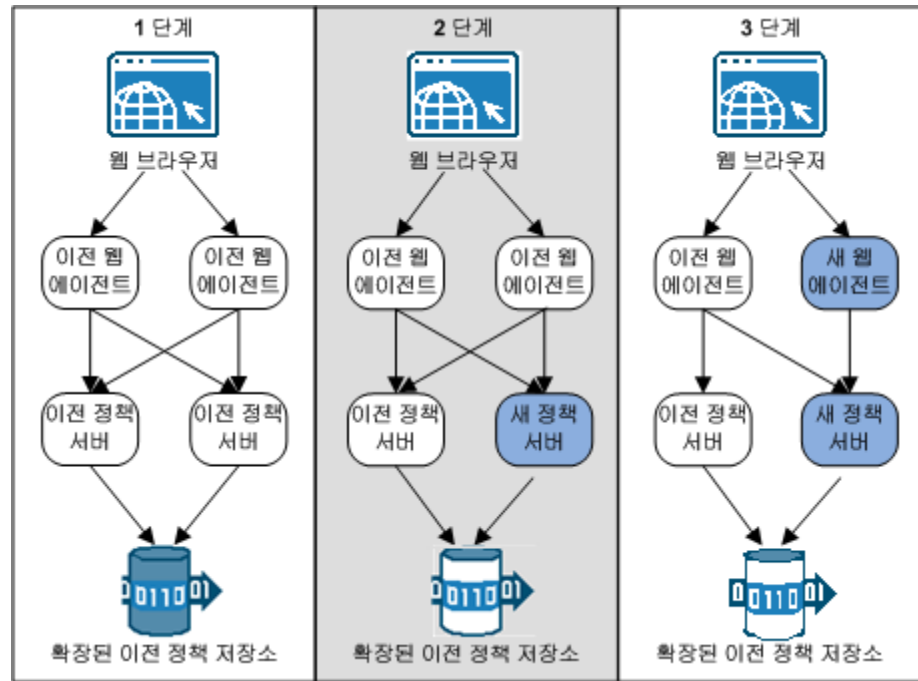 1 단계
웹 브라우저
이전 웹
에이전트
이전 웹
에이전트
이전 정책
서버
이전 정책
서버
0 0110 01
확장된 이전 정책 저장소
2 단계
웹 브라우저
이전 웹
에이전트
이전 웹
에이전트
이전 정책
서버
새 정책
서버
0 0110 01
확장된 이전 정책 저장소
3 단계
웹 브라우저
이전 웹
에이전트
새 웹
에이전트
이전 정책
서버
새 정책
서버
0 0110 01
확장된 이전 정책 저장소